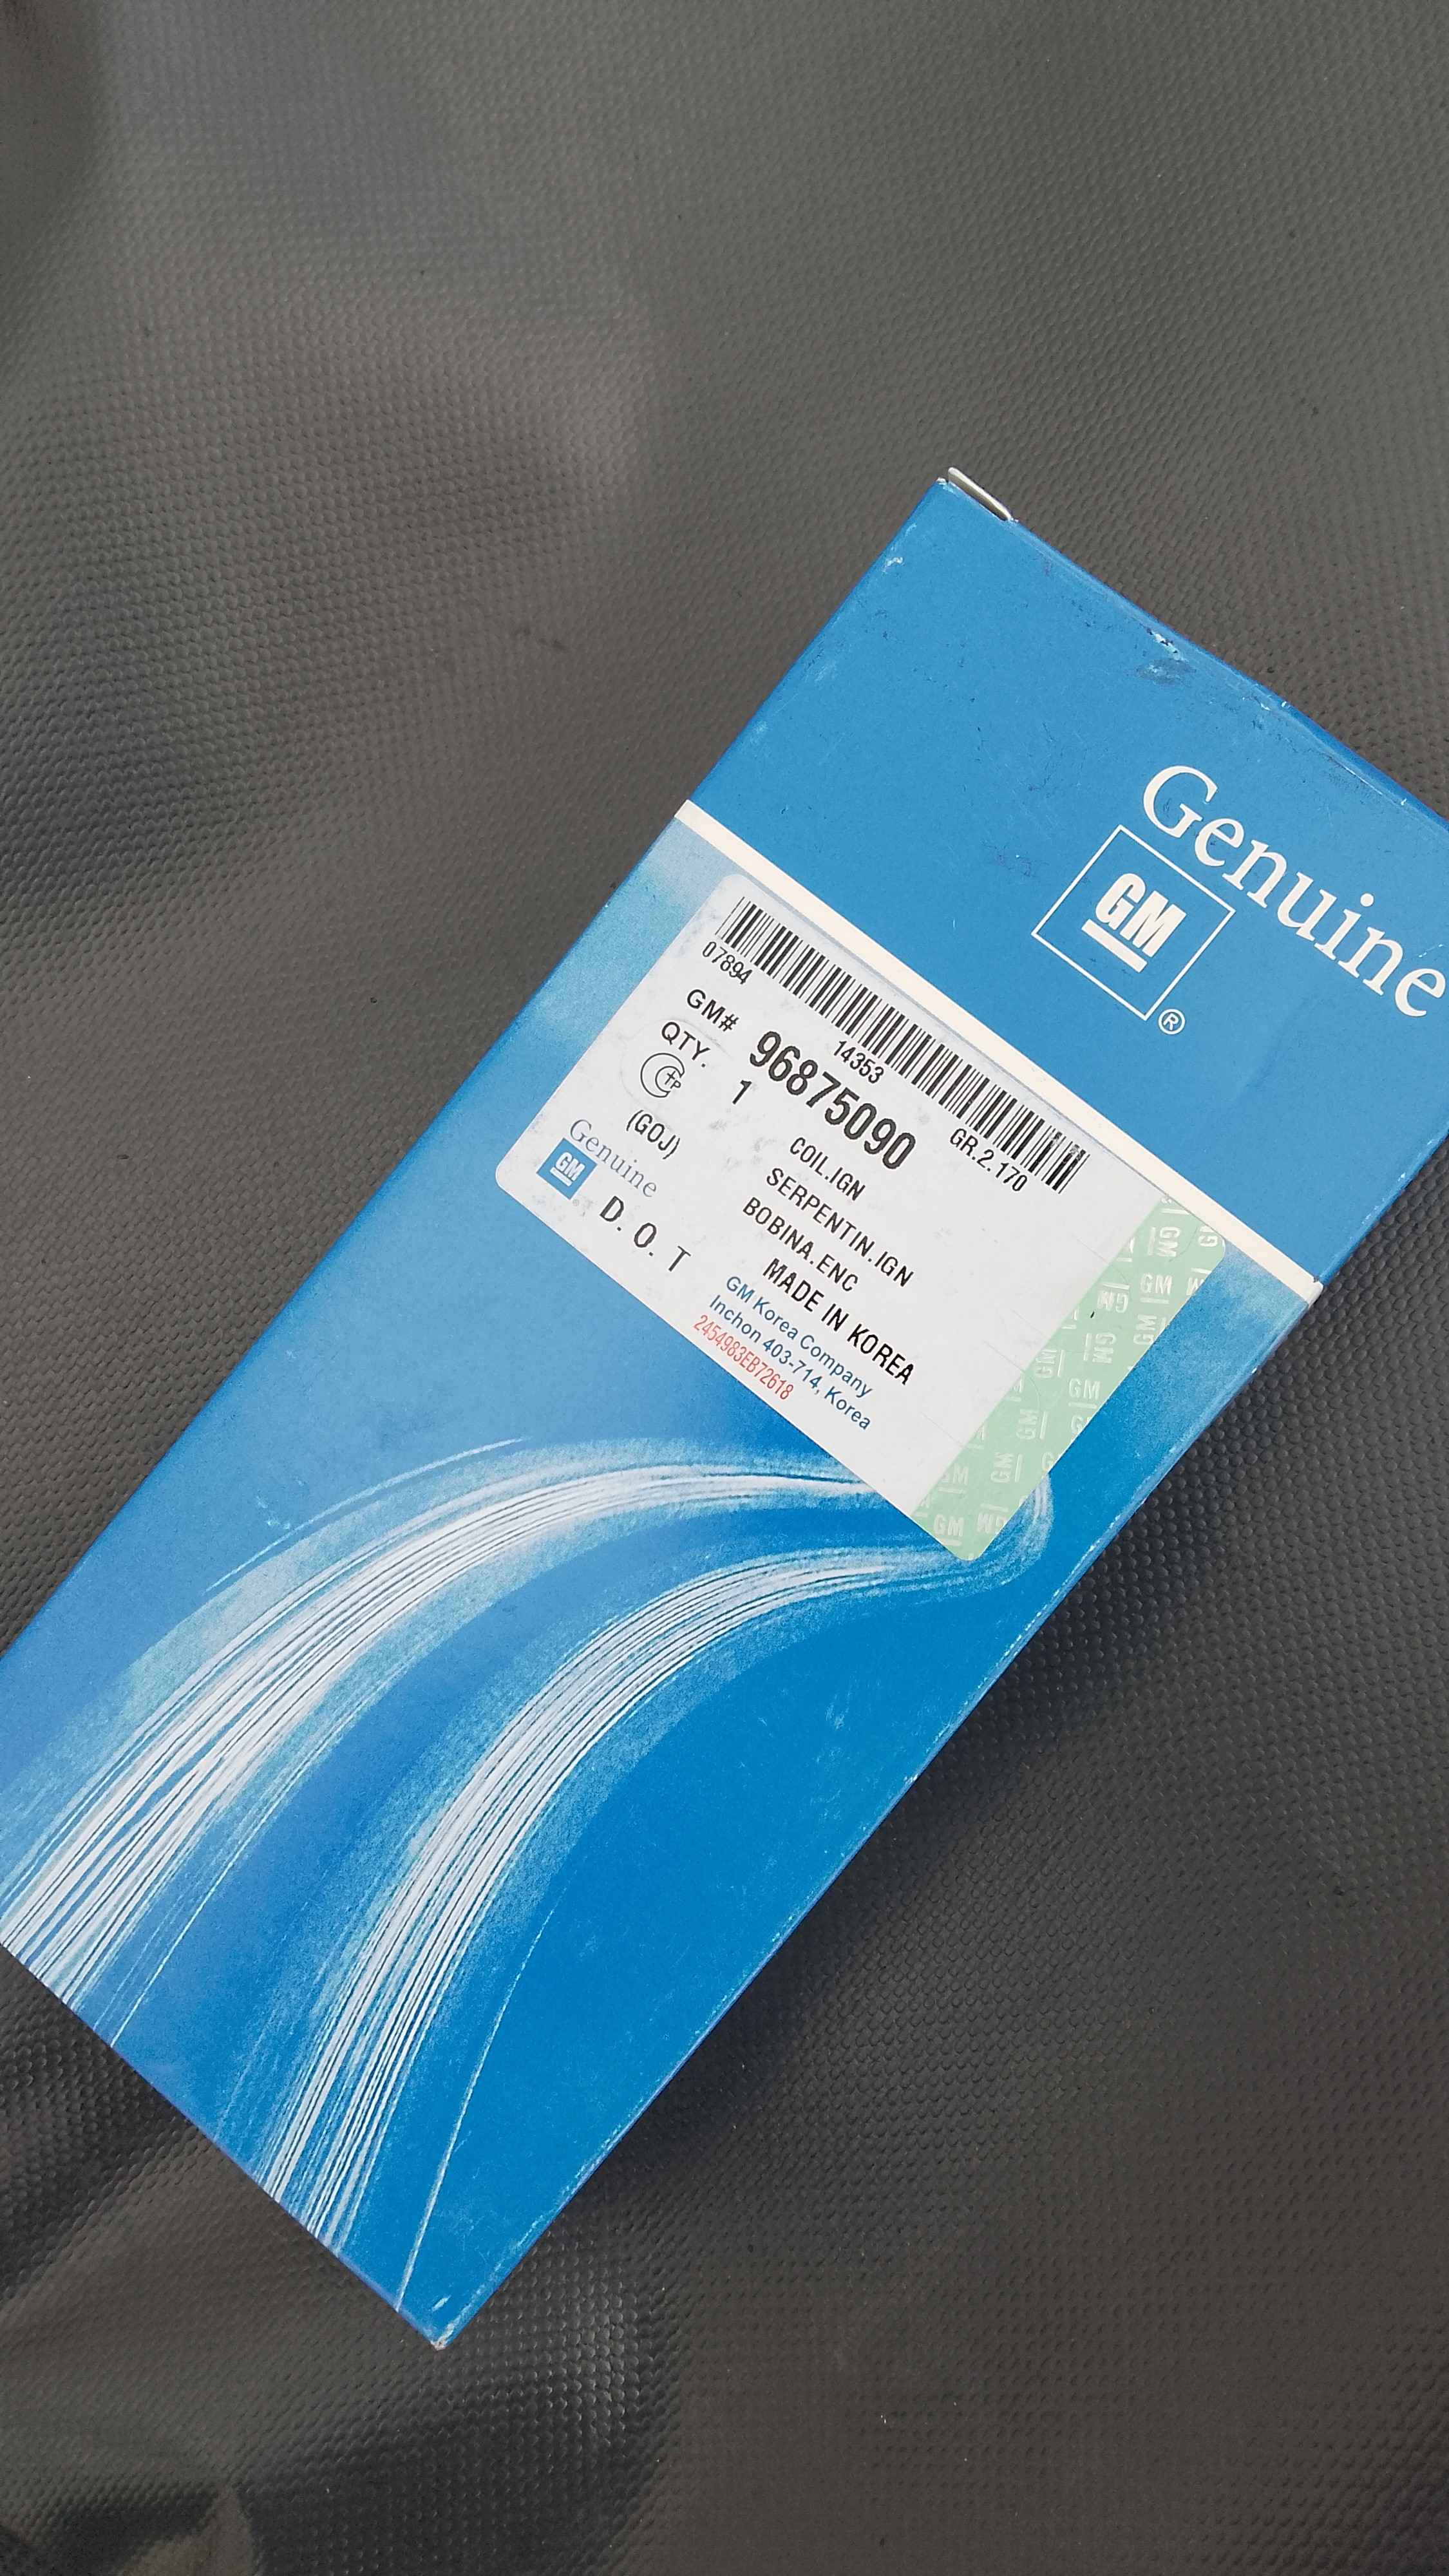 Genuine
GM
®
07894
14353
GR.2.170
GM# 96875090
QTY. 1
COIL.IGN
(GOJ)
SERPENTIN.IGN
Genuine
GM
BOBINA.ENC
D. O. T
MADE IN KOREA
GM Korea Company
Inchon 403-714, Korea
2454983EB72618